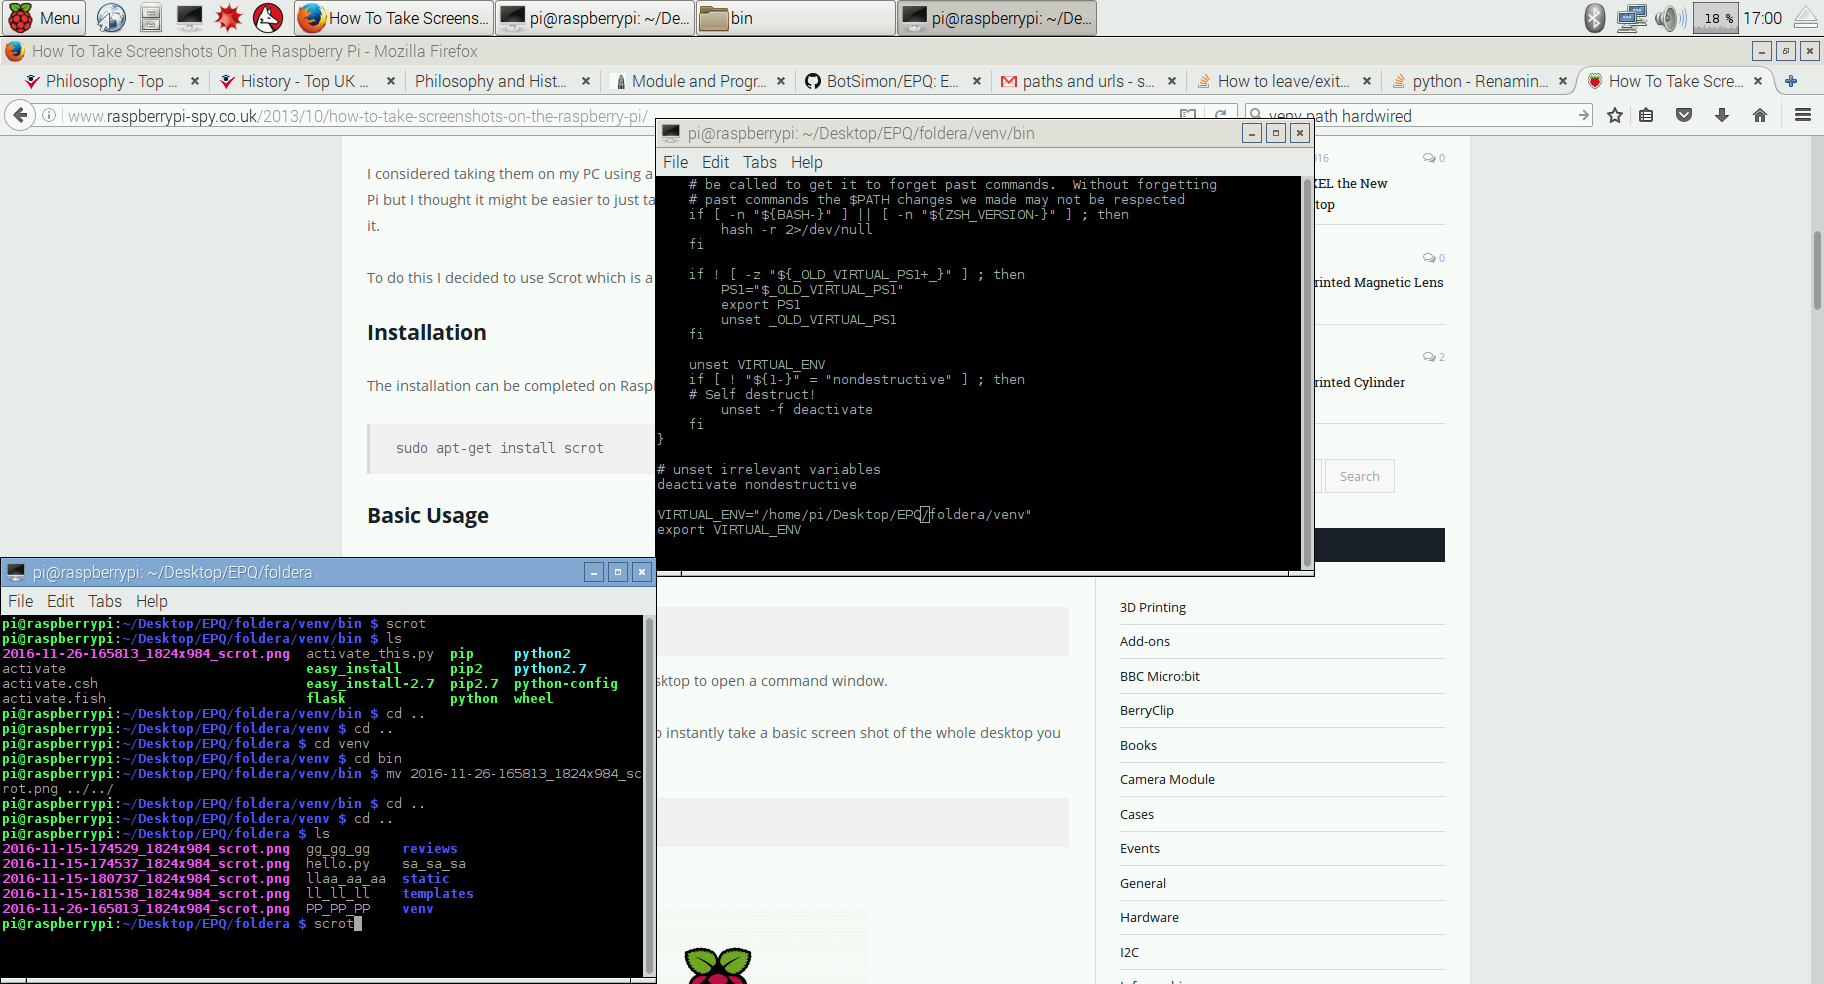 Menu
How To Take Screens...
pi@raspberrypi: ~/De...
bin
pi@raspberrypi: ~/De...
18 %
17:00
How To Take Screenshots On The Raspberry Pi - Mozilla Firefox
Philosophy - Top ...
History - Top UK ...
Philosophy and Hist...
Module and Progr...
BotSimon/EPQ: E...
paths and urls - s...
How to leave/exit...
python - Renamin...
How To Take Scre...
www.raspberrypi-spy.co.uk/2013/10/how-to-take-screenshots-on-the-raspberry-pi/
venv path hardwired
I considered taking them on my PC using a
Pi but I thought it might be easier to just ta
it.
To do this I decided to use Scrot which is a
Installation
The installation can be completed on Rasp
sudo apt-get install scrot
Basic Usage
pi@raspberrypi: ~/Desktop/EPQ/foldera/venv/bin
File Edit Tabs Help
# be called to get it to forget past commands.  Without forgetting
# past commands the $PATH changes we made may not be respected
if [ -n "${BASH-}" ] || [ -n "${ZSH_VERSION-}" ] ; then
hash -r 2>/dev/null
fi
if ! [ -z "${_OLD_VIRTUAL_PS1+_}" ] ; then
PS1="$_OLD_VIRTUAL_PS1"
export PS1
unset _OLD_VIRTUAL_PS1
fi
unset VIRTUAL_ENV
if [ ! "${1-}" = "nondestructive" ] ; then
# Self destruct!
unset -f deactivate
fi
}
# unset irrelevant variables
deactivate nondestructive
VIRTUAL_ENV="/home/pi/Desktop/EPQ/foldera/venv"
export VIRTUAL_ENV
016
0
XEL the New
top
0
rinted Magnetic Lens
2
rinted Cylinder
Search
pi@raspberrypi: ~/Desktop/EPQ/foldera
File Edit Tabs Help
pi@raspberrypi:~/Desktop/EPQ/foldera/venv/bin $ scrot
pi@raspberrypi:~/Desktop/EPQ/foldera/venv/bin $ ls
2016-11-26-165813_1824x984_scrot.png activate_this.py pip python2
activate easy_install pip2 python2.7
activate.csh easy_install-2.7 pip2.7 python-config
activate.fish flask python wheel
pi@raspberrypi:~/Desktop/EPQ/foldera/venv/bin $ cd ..
pi@raspberrypi:~/Desktop/EPQ/foldera/venv $ cd ..
pi@raspberrypi:~/Desktop/EPQ/foldera $ cd venv
pi@raspberrypi:~/Desktop/EPQ/foldera/venv $ cd bin
pi@raspberrypi:~/Desktop/EPQ/foldera/venv/bin $ mv 2016-11-26-165813_1824x984_sc
rot.png ../../
pi@raspberrypi:~/Desktop/EPQ/foldera/venv/bin $ cd ..
pi@raspberrypi:~/Desktop/EPQ/foldera/venv $ cd ..
pi@raspberrypi:~/Desktop/EPQ/foldera $ ls
2016-11-15-174529_1824x984_scrot.png gg_gg_gg reviews
2016-11-15-174537_1824x984_scrot.png hello.py sa_sa_sa
2016-11-15-180737_1824x984_scrot.png llaa_aa_aa static
2016-11-15-181538_1824x984_scrot.png ll_ll_ll templates
2016-11-26-165813_1824x984_scrot.png PP_PP_PP venv
pi@raspberrypi:~/Desktop/EPQ/foldera $ scrot
sktop to open a command window.
o instantly take a basic screen shot of the whole desktop you
3D Printing
Add-ons
BBC Micro:bit
BerryClip
Books
Camera Module
Cases
Events
General
Hardware
I2C